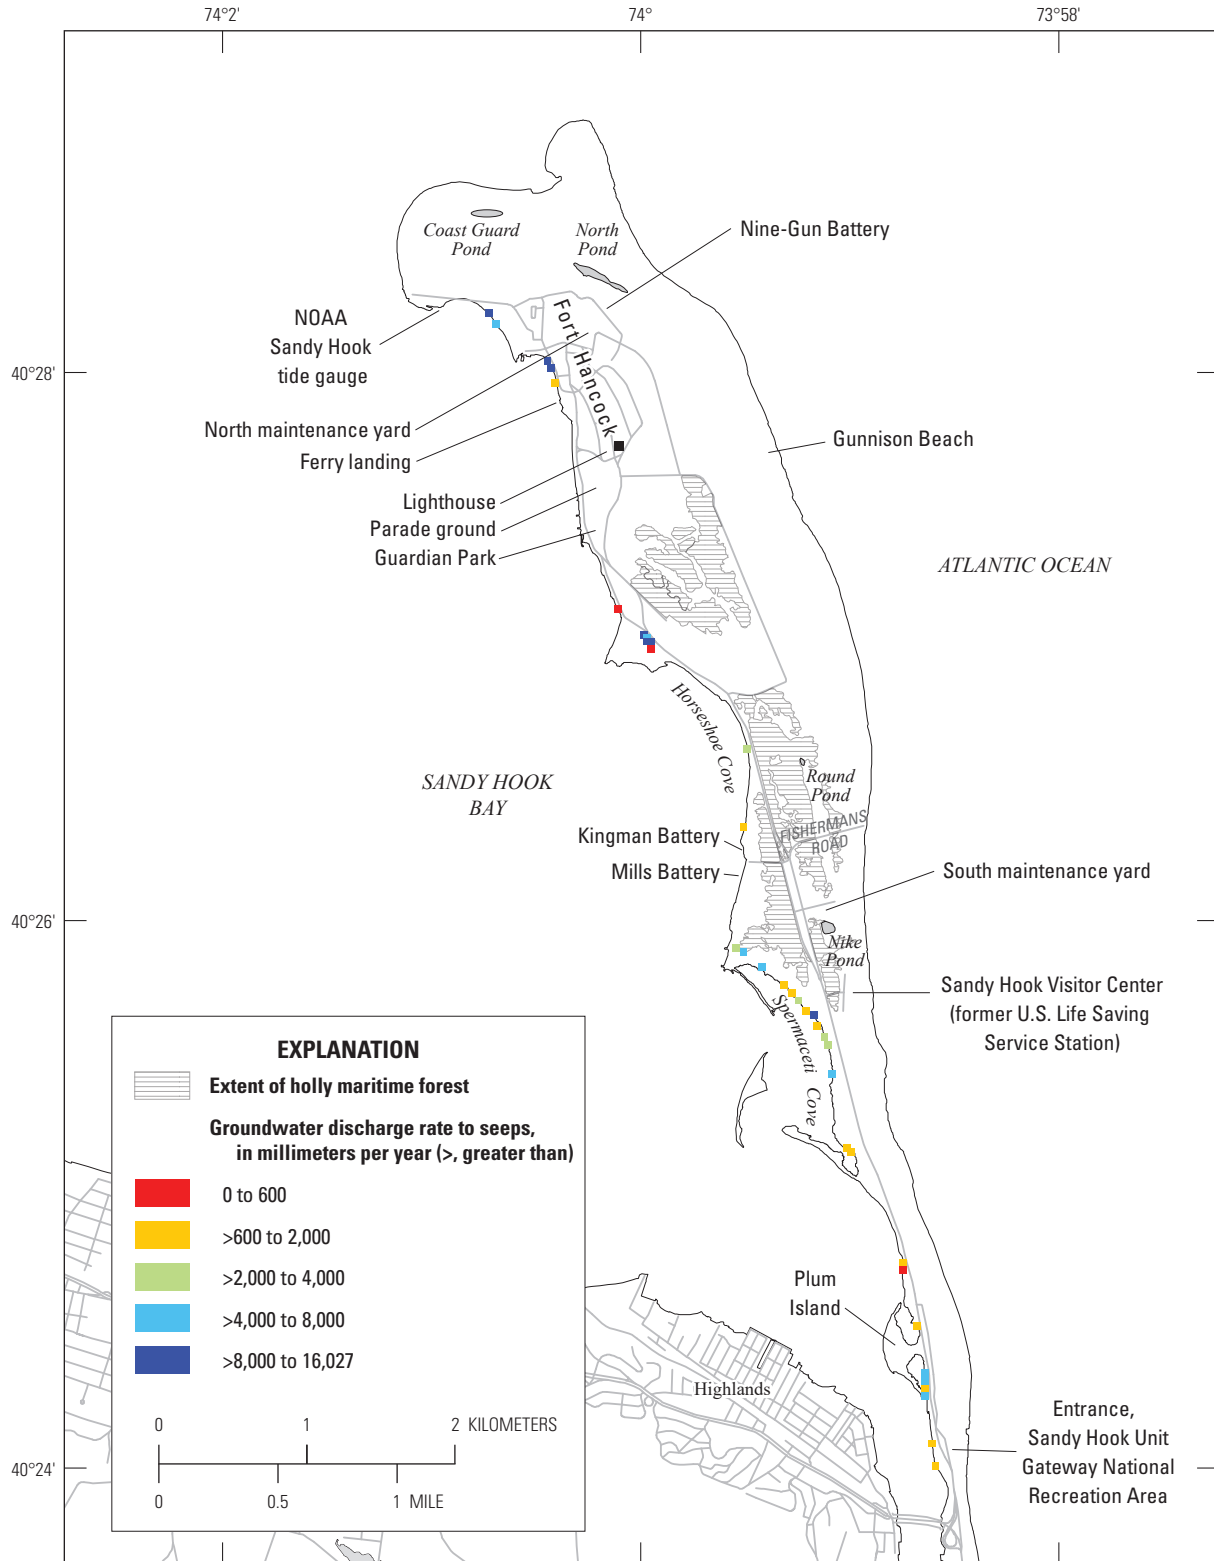 74°2'
74°
73°58'
Coast Guard
Pond
North
Pond
Nine-Gun Battery
NOAA
Sandy Hook
tide gauge
Fort Hancock
40°28'
North maintenance yard
Ferry landing
Gunnison Beach
Lighthouse
Parade ground
Guardian Park
ATLANTIC OCEAN
Horseshoe Cove
SANDY HOOK
BAY
Round
Pond
FISHERMANS
ROAD
Kingman Battery
Mills Battery
South maintenance yard
40°26'
Nike
Pond
Sandy Hook Visitor Center
(former U.S. Life Saving
Service Station)
Spermaceti Cove
EXPLANATION
Extent of holly maritime forest
Groundwater discharge rate to seeps,
in millimeters per year (>, greater than)
0 to 600
>600 to 2,000
>2,000 to 4,000
>4,000 to 8,000
>8,000 to 16,027
0 1 2 KILOMETERS
0 0.5 1 MILE
Plum
Island
Highlands
Entrance,
Sandy Hook Unit
Gateway National
Recreation Area
40°24'